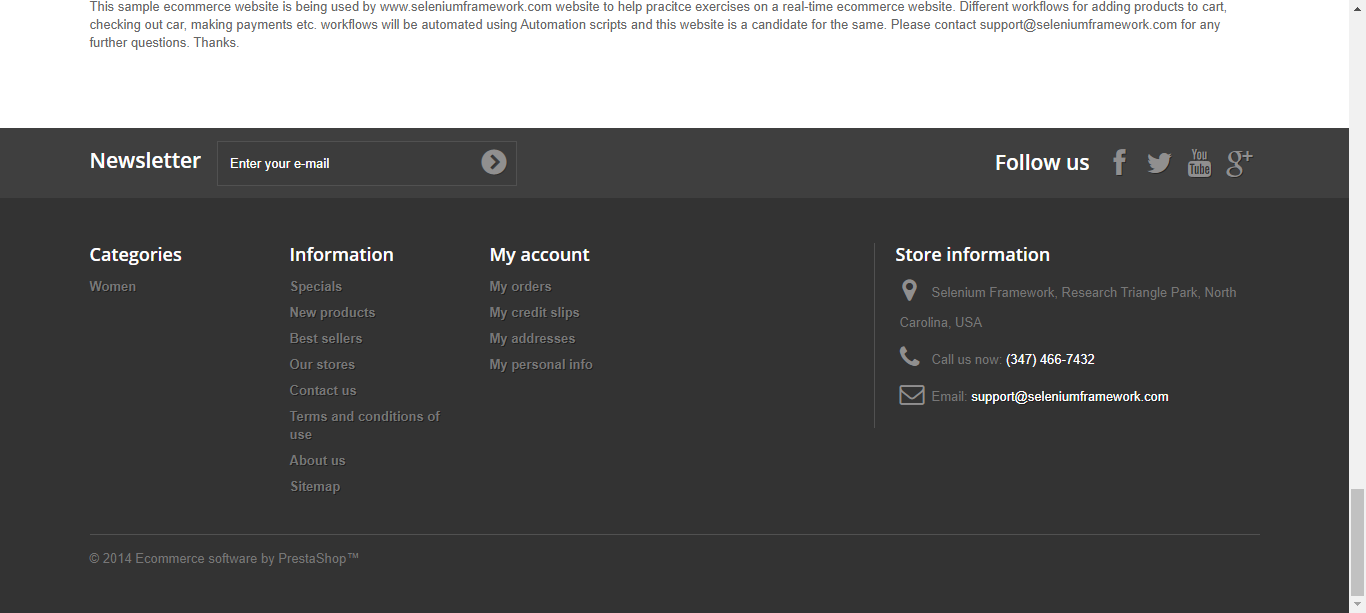 This sample ecommerce website is being used by www.seleniumframework.com website to help pracitce exercises on a real-time ecommerce website. Different workflows for adding products to cart,
checking out car, making payments etc. workflows will be automated using Automation scripts and this website is a candidate for the same. Please contact support@seleniumframework.com for any
further questions. Thanks.
Newsletter
Enter your e-mail
Follow us
You
Tube
g+
Categories
Women
Information
Specials
New products
Best sellers
Our stores
Contact us
Terms and conditions of
use
About us
Sitemap
My account
My orders
My credit slips
My addresses
My personal info
Store information
Selenium Framework, Research Triangle Park, North
Carolina, USA
Call us now: (347) 466-7432
Email: support@seleniumframework.com
© 2014 Ecommerce software by PrestaShop™